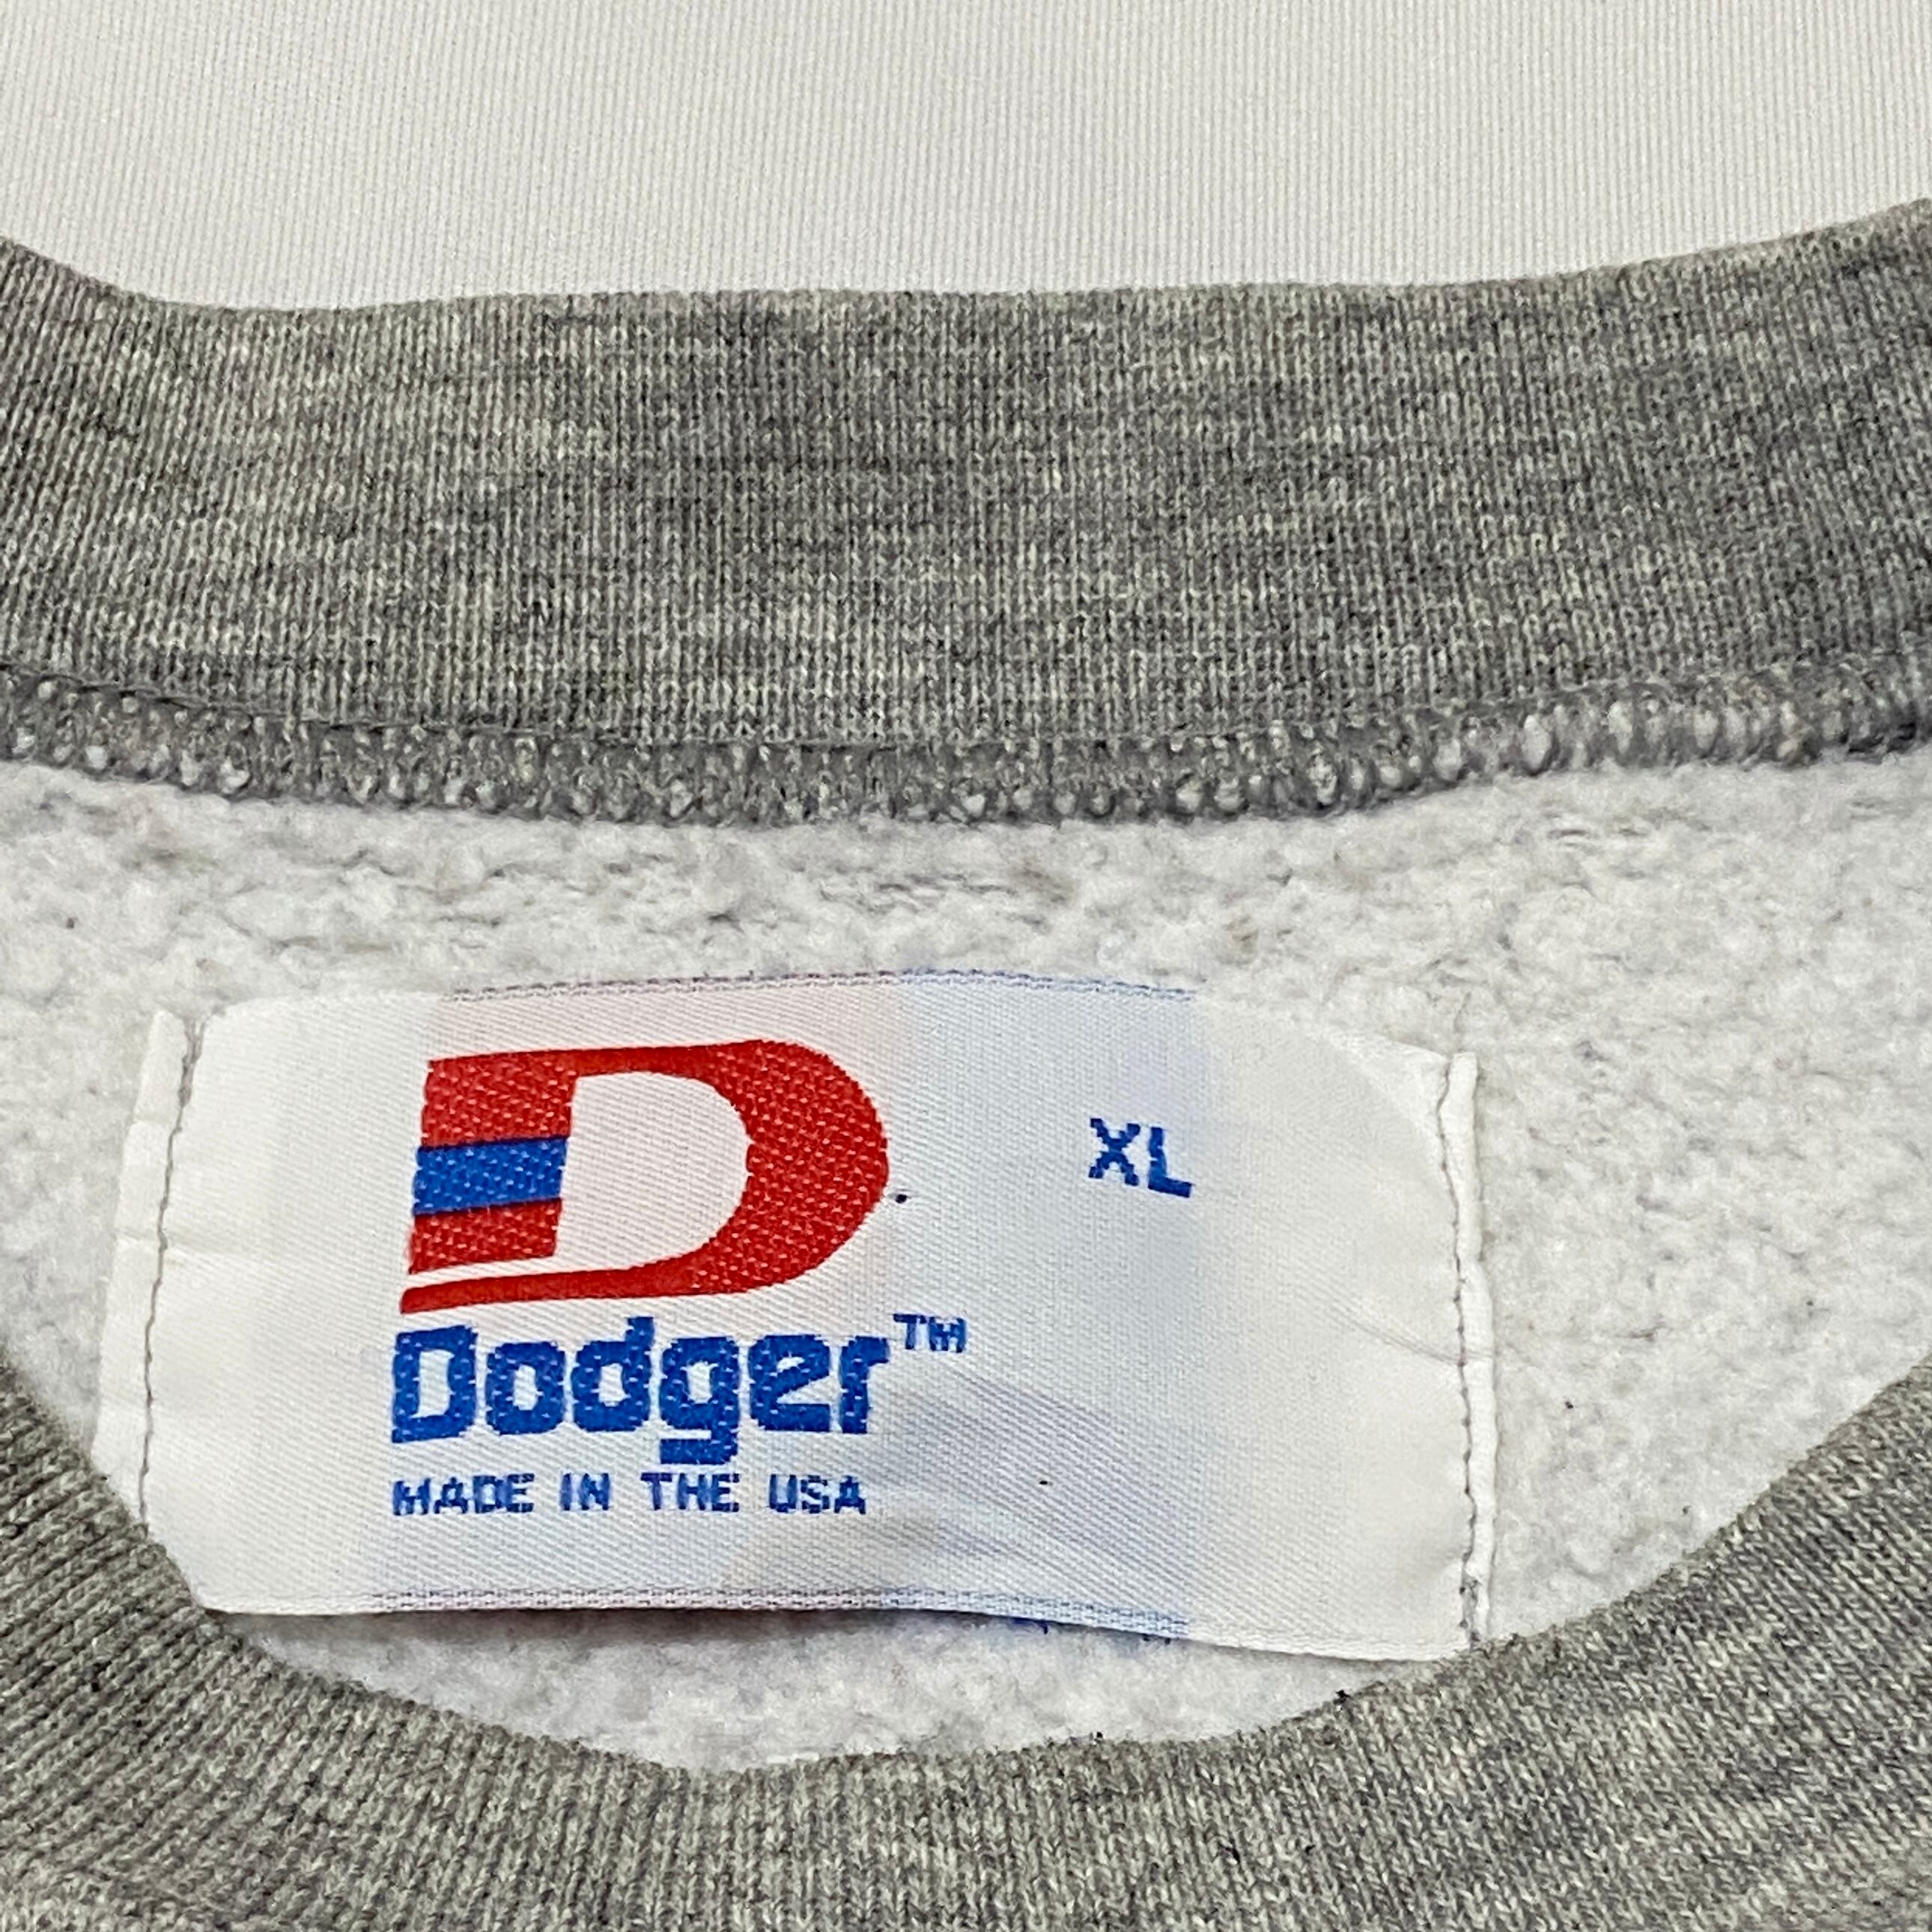 D
XL
Dodger™
MADE IN THE USA